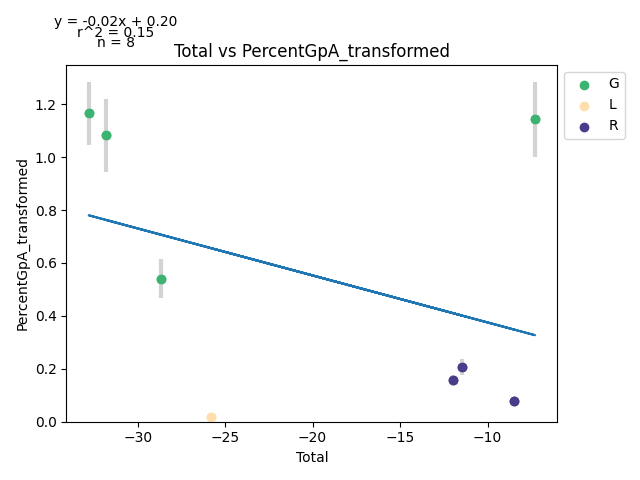 y = -0.02x + 0.20
r^2 = 0.15
n = 8
Total vs PercentGpA_transformed
G
L
R
1.2
1.0
0.8
0.6
0.4
0.2
0.0
PercentGpA_transformed
−30
−25
−20
−15
−10
Total